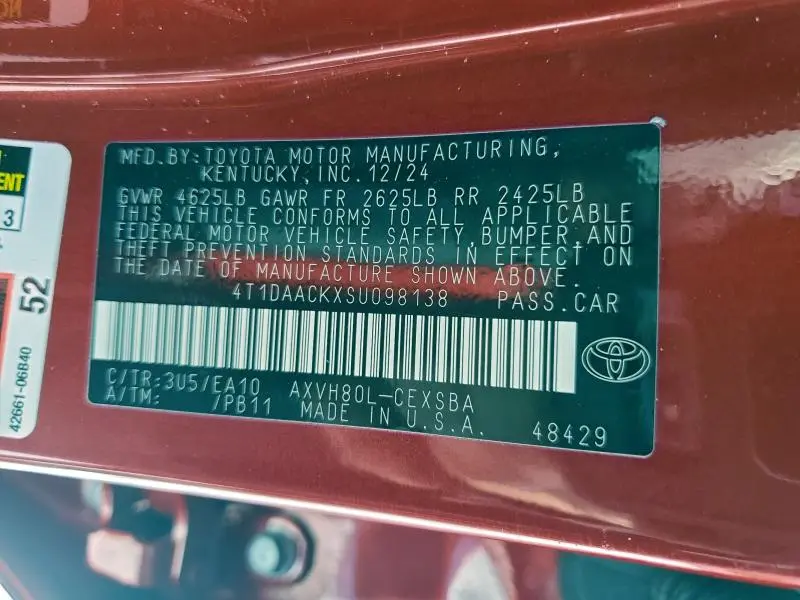 MFD.BY:TOYOTA MOTOR MANUFACTURING,
KENTUCKY,INC.12/24
GVWR 4625LB GAWR FR 2625LB RR 2425LB
THIS VEHICLE CONFORMS TO ALL APPLICABLE
FEDERAL MOTOR VEHICLE SAFETY,BUMPER,AND
THEFT PREVENTION STANDARDS IN EFFECT ON
THE DATE OF MANUFACTURE SHOWN ABOVE.
4T1DAACKXSU098138 PASS.CAR
C/TR:3U5/EA10 AXVH80L-CEXSBA
A/TM: /PB11 MADE IN U.S.A.
48429
3
52
42661-06B40